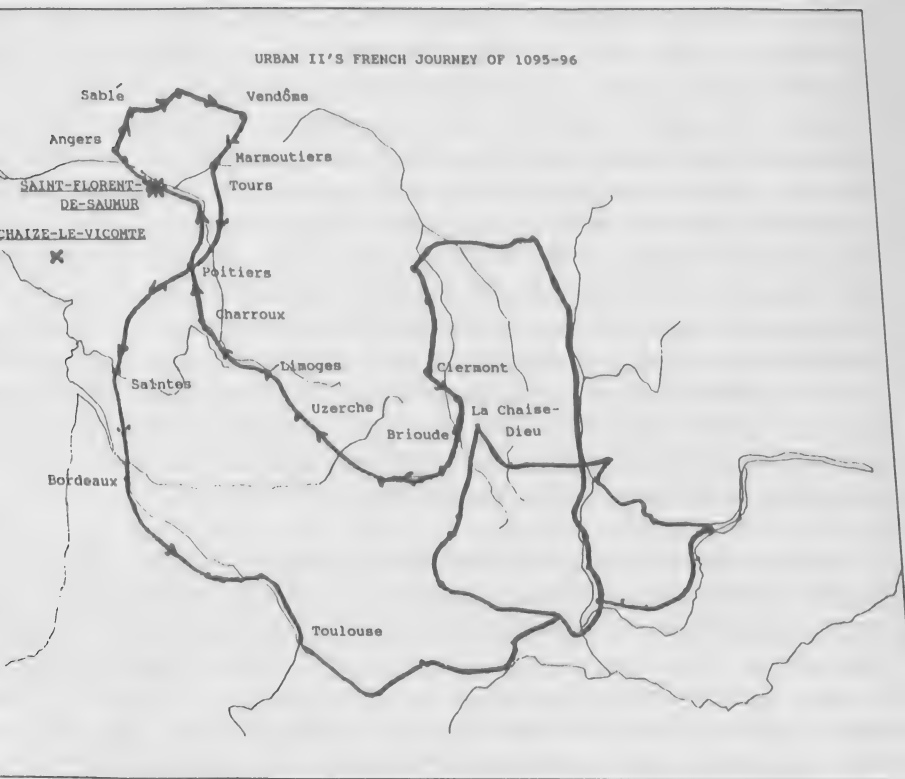 URBAN II'S FRENCH JOURNEY OF 1095-96
Sablé
Vendôme
Angers
Marmoutiers
SAINT-FLORENT-
DE-SAUMUR
Tours
CHAIZE-LE-VICOMTE
Poitiers
Charroux
Limoges
Clermont
Saintes
Uzerche
La Chaise-
Dieu
Brioude
Bordeaux
Toulouse